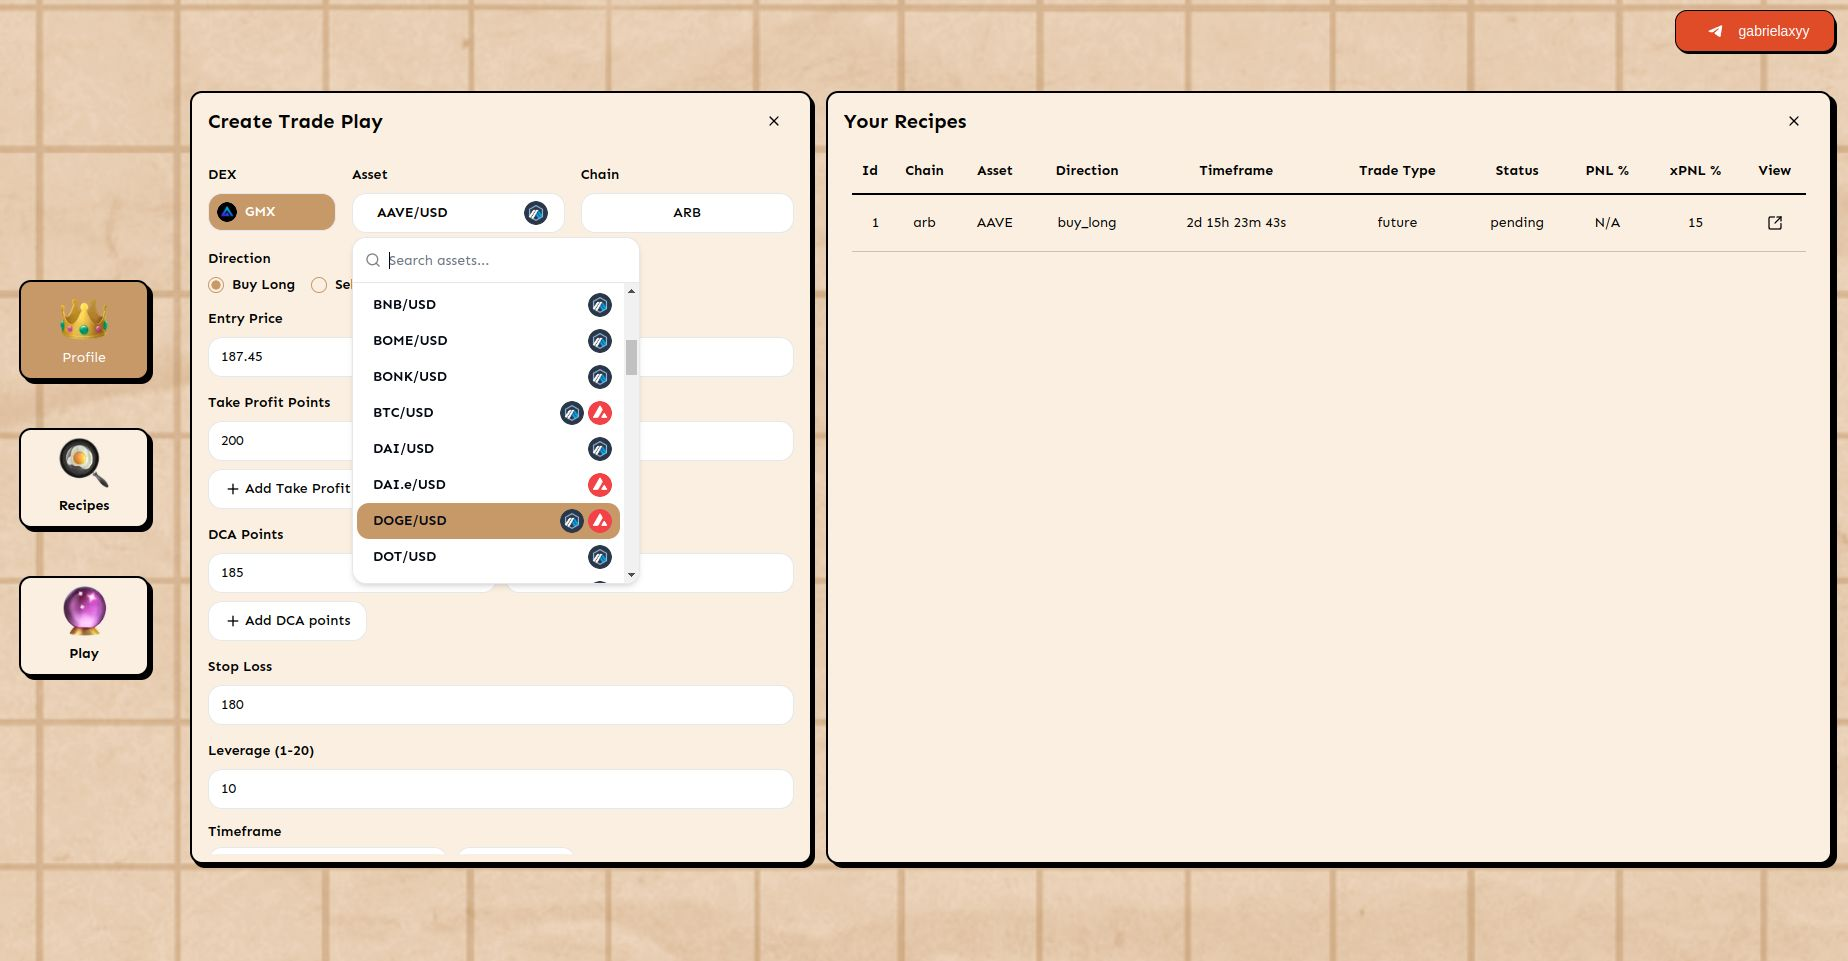 gabrielaxyy
Profile
Recipes
Play
Create Trade Play
DEX Asset Chain
GMX AAVE/USD ARB
Search assets...
BNB/USD
BOME/USD
BONK/USD
BTC/USD
DAI/USD
DAI.e/USD
DOGE/USD
DOT/USD
Direction
Buy Long Sel
Entry Price
187.45
Take Profit Points
200
+ Add Take Profit
DCA Points
185
+ Add DCA points
Stop Loss
180
Leverage (1-20)
10
Timeframe
Your Recipes
Id Chain Asset Direction Timeframe Trade Type Status PNL % xPNL % View
1 arb AAVE buy_long 2d 15h 23m 43s future pending N/A 15